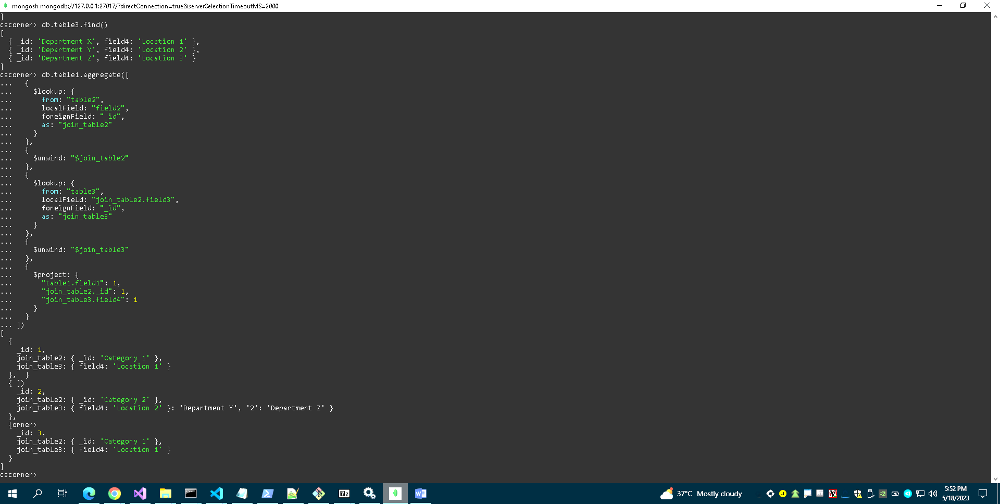 mongosh mongodb://127.0.0.1:27017/?directConnection=true&serverSelectionTimeoutMS=2000
]
cscorner> db.table3.find()
[
  { _id: 'Department X', field4: 'Location 1' },
  { _id: 'Department Y', field4: 'Location 2' },
  { _id: 'Department Z', field4: 'Location 3' }
]
cscorner> db.table1.aggregate([
...   {
...     $lookup: {
...       from: "table2",
...       localField: "field2",
...       foreignField: "_id",
...       as: "join_table2"
...     }
...   },
...   {
...     $unwind: "$join_table2"
...   },
...   {
...     $lookup: {
...       from: "table3",
...       localField: "join_table2.field3",
...       foreignField: "_id",
...       as: "join_table3"
...     }
...   },
...   {
...     $unwind: "$join_table3"
...   },
...   {
...     $project: {
...       "table1.field1": 1,
...       "join_table2._id": 1,
...       "join_table3.field4": 1
...     }
...   }
... ])
[
  {
    _id: 1,
    join_table2: { _id: 'Category 1' },
    join_table3: { field4: 'Location 1' }
  },  }
  { ])
    _id: 2,
    join_table2: { _id: 'Category 2' },
    join_table3: { field4: 'Location 2' }: 'Department Y', '2': 'Department Z' }
  },
  {orner>
    _id: 3,
    join_table2: { _id: 'Category 1' },
    join_table3: { field4: 'Location 1' }
  }
]
cscorner>
7z
37°C Mostly cloudy
5:52 PM
5/18/2023